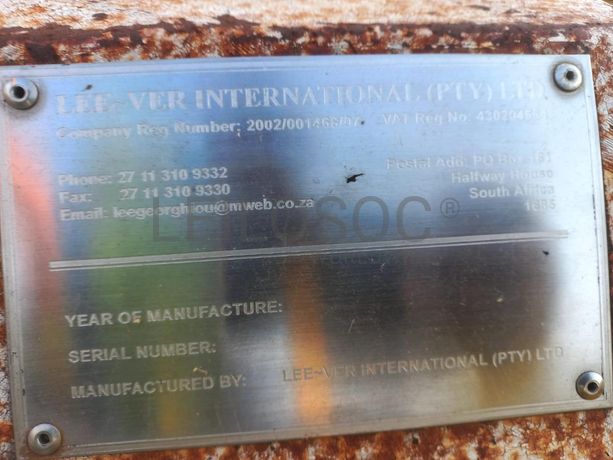 LEE-VER INTERNATIONAL (PTY) LTD
Company Reg Number: 2002/001466/07 VAT Reg No:
Phone: 27 11 310 9332
Fax: 27 11 310 9330
Email: leegeorghiou@mweb.co.za
Postal Add: PO Box
Halfway House
South Africa
1685
LEILOSOC®
YEAR OF MANUFACTURE:
SERIAL NUMBER:
MANUFACTURED BY: LEE-VER INTERNATIONAL (PTY) LTD